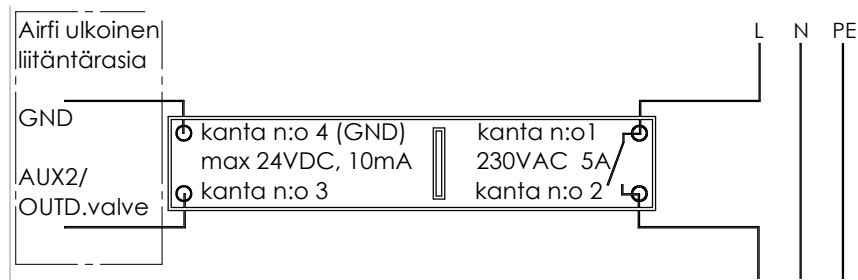 Airfi ulkoinen
liitäntärasia
L N PE
GND
kanta n:o 4 (GND)
kanta n:o1
max 24VDC, 10mA
230VAC 5A
AUX2/
kanta n:o 3
kanta n:o 2
OUTD.valve